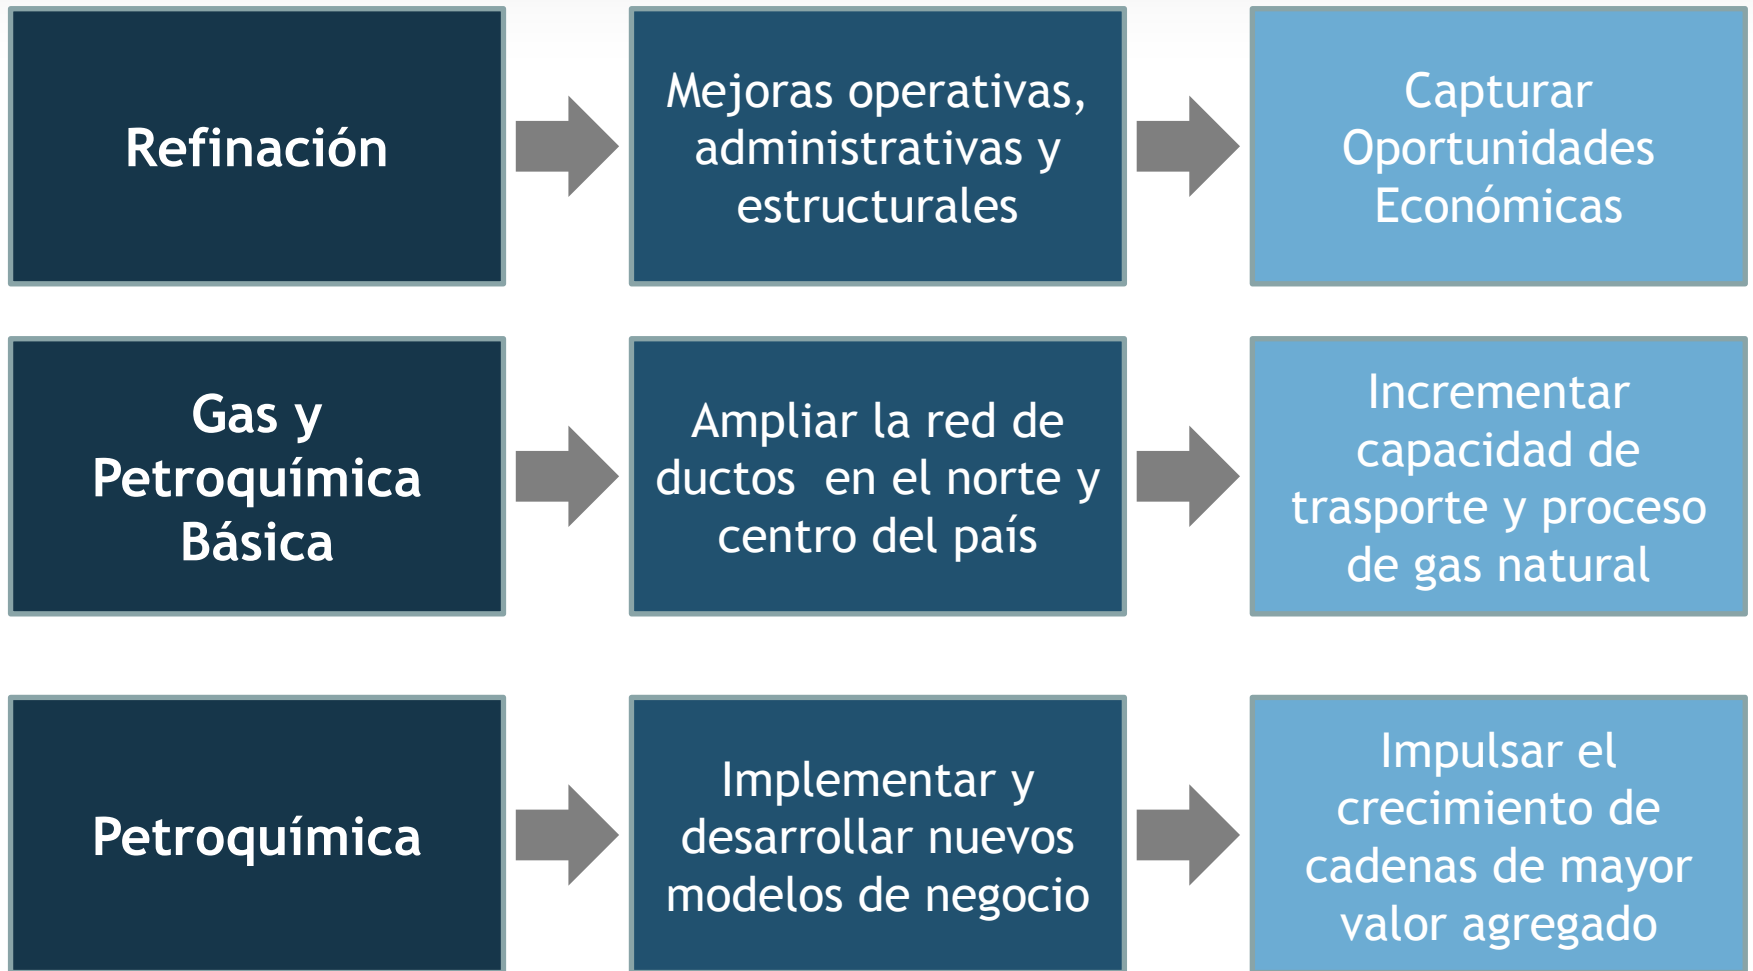 Refinación
Mejoras operativas,
administrativas y
estructurales
Capturar
Oportunidades
Económicas
Gas y
Petroquímica
Básica
Ampliar la red de
ductos  en el norte y
centro del país
Incrementar
capacidad de
trasporte y proceso
de gas natural
Petroquímica
Implementar y
desarrollar nuevos
modelos de negocio
Impulsar el
crecimiento de
cadenas de mayor
valor agregado